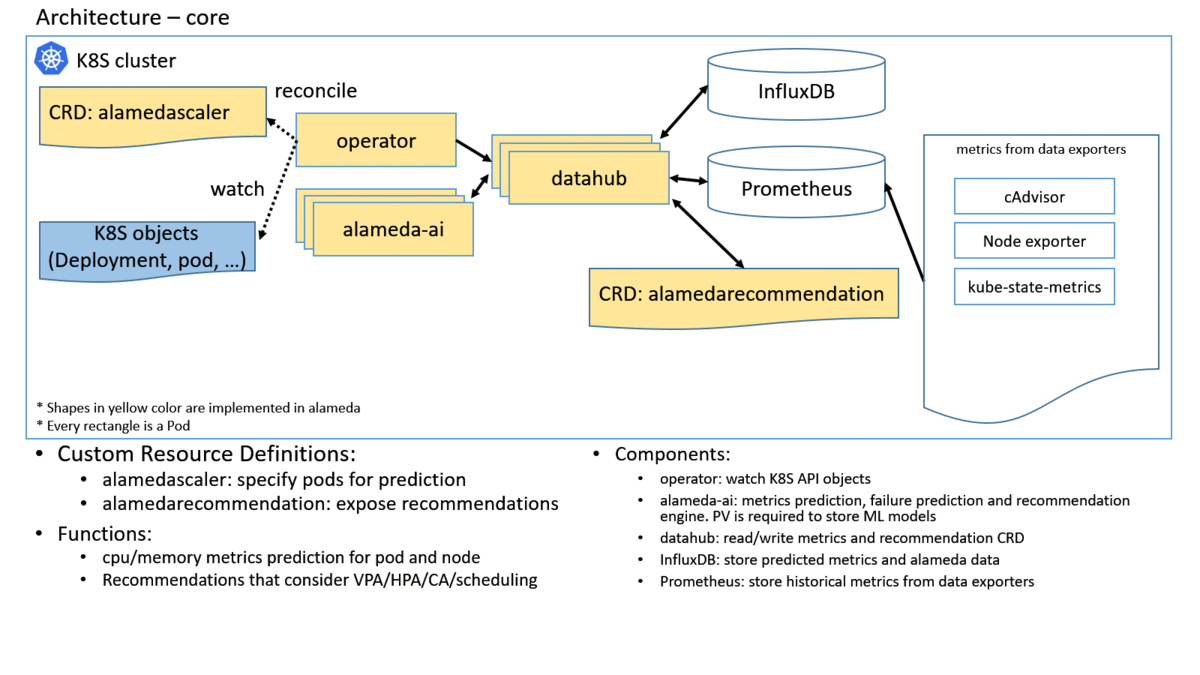 Architecture – core
K8S cluster
CRD: alamedascaler
reconcile
operator
watch
K8S objects
(Deployment, pod, …)
alameda-ai
datahub
InfluxDB
Prometheus
CRD: alamedarecommendation
metrics from data exporters
cAdvisor
Node exporter
kube-state-metrics
* Shapes in yellow color are implemented in alameda
* Every rectangle is a Pod
• Custom Resource Definitions:
• alamedascaler: specify pods for prediction
• alamedarecommendation: expose recommendations
• Functions:
• cpu/memory metrics prediction for pod and node
• Recommendations that consider VPA/HPA/CA/scheduling
• Components:
• operator: watch K8S API objects
• alameda-ai: metrics prediction, failure prediction and recommendation
engine. PV is required to store ML models
• datahub: read/write metrics and recommendation CRD
• InfluxDB: store predicted metrics and alameda data
• Prometheus: store historical metrics from data exporters